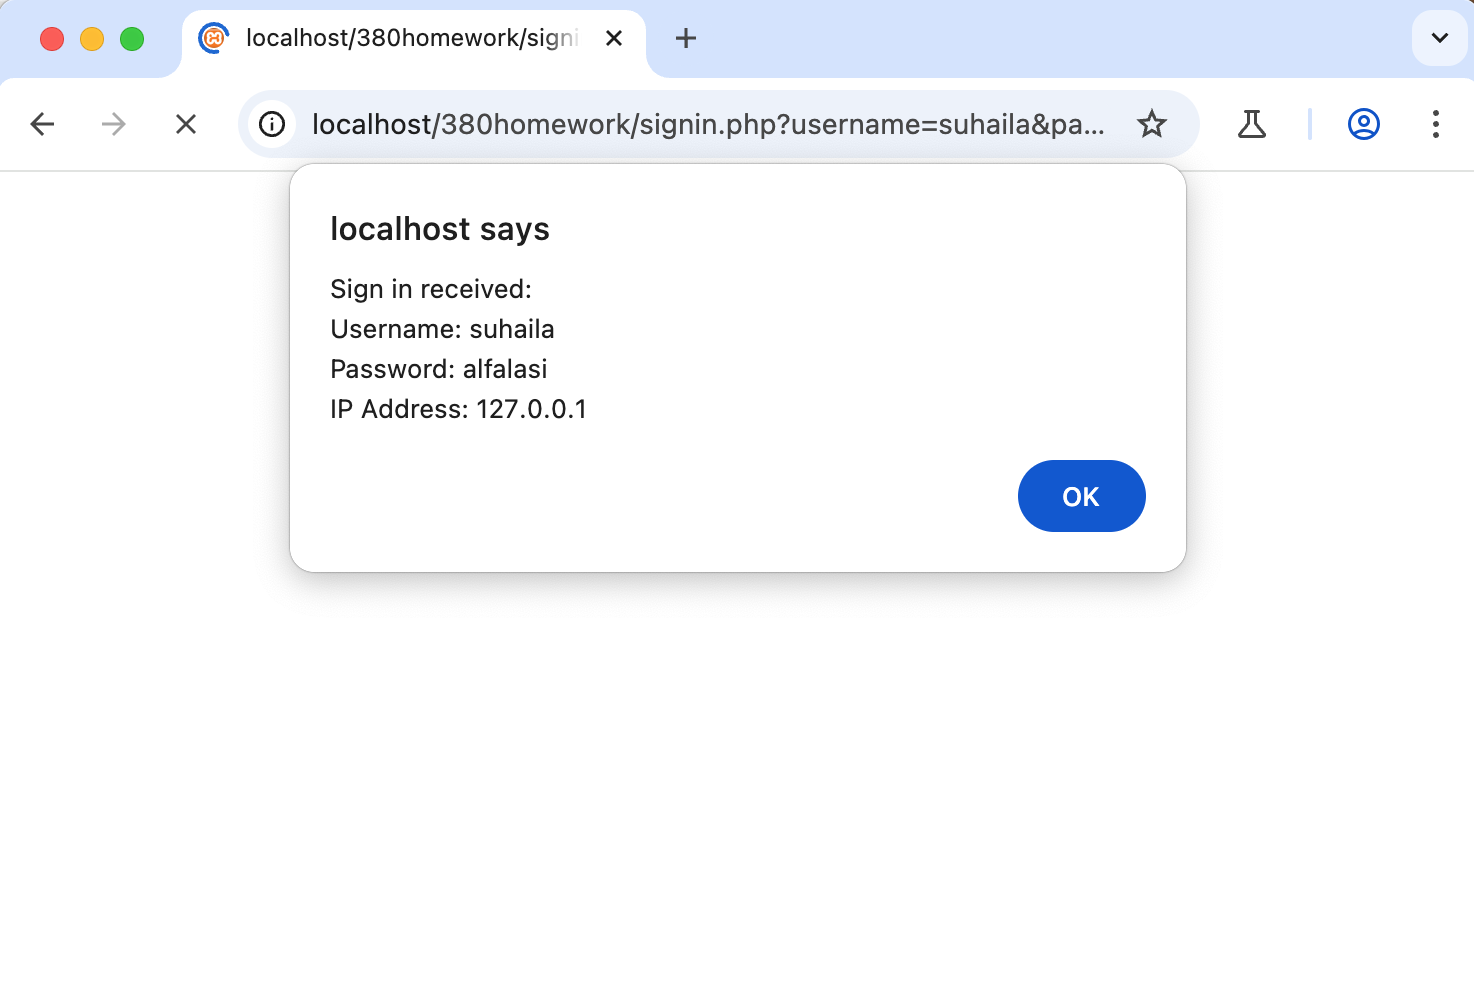 localhost/380homework/signi
localhost/380homework/signin.php?username=suhaila&pa...
localhost says
Sign in received:
Username: suhaila
Password: alfalasi
IP Address: 127.0.0.1
OK